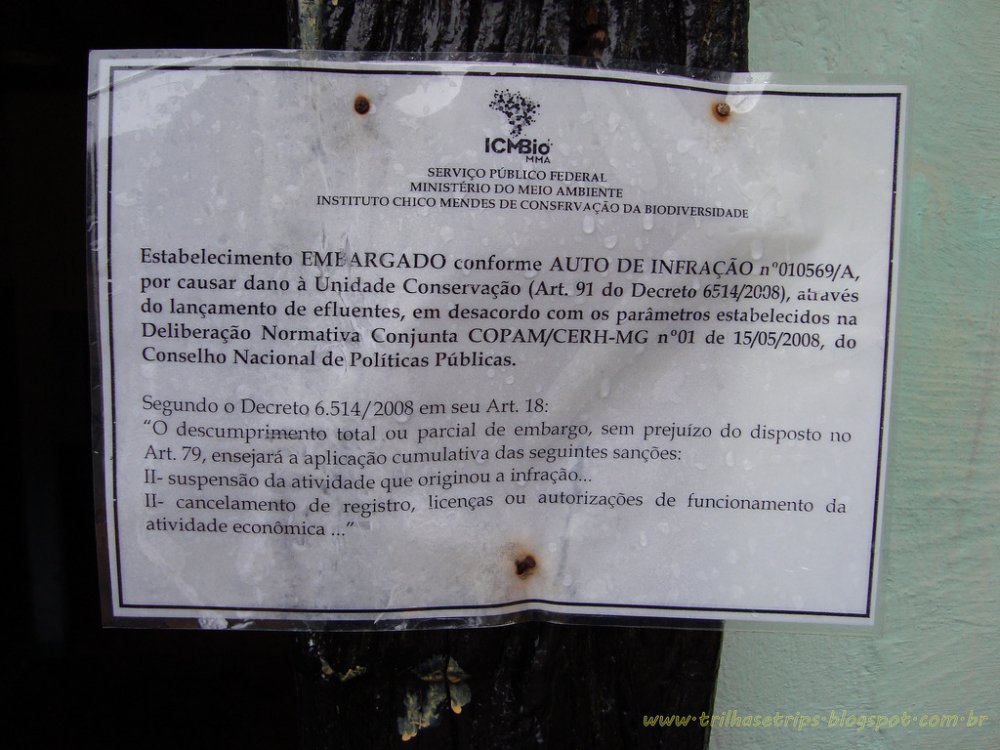 ICMBio
MMA
SERVIÇO PÚBLICO FEDERAL
MINISTÉRIO DO MEIO AMBIENTE
INSTITUTO CHICO MENDES DE CONSERVAÇÃO DA BIODIVERSIDADE
Estabelecimento EMBARGADO conforme AUTO DE INFRAÇÃO nº010569/A,
por causar dano à Unidade Conservação (Art. 91 do Decreto 6514/2008), através
do lançamento de efluentes, em desacordo com os parâmetros estabelecidos na
Deliberação Normativa Conjunta COPAM/CERH-MG nº01 de 15/05/2008, do
Conselho Nacional de Políticas Públicas.
Segundo o Decreto 6.514/2008 em seu Art. 18:
“O descumprimento total ou parcial de embargo, sem prejuízo do disposto no
Art. 79, ensejará a aplicação cumulativa das seguintes sanções:
II- suspensão da atividade que originou a infração...
II- cancelamento de registro, licenças ou autorizações de funcionamento da
atividade econômica ...”
www.trilhasetrips.blogspot.com.br